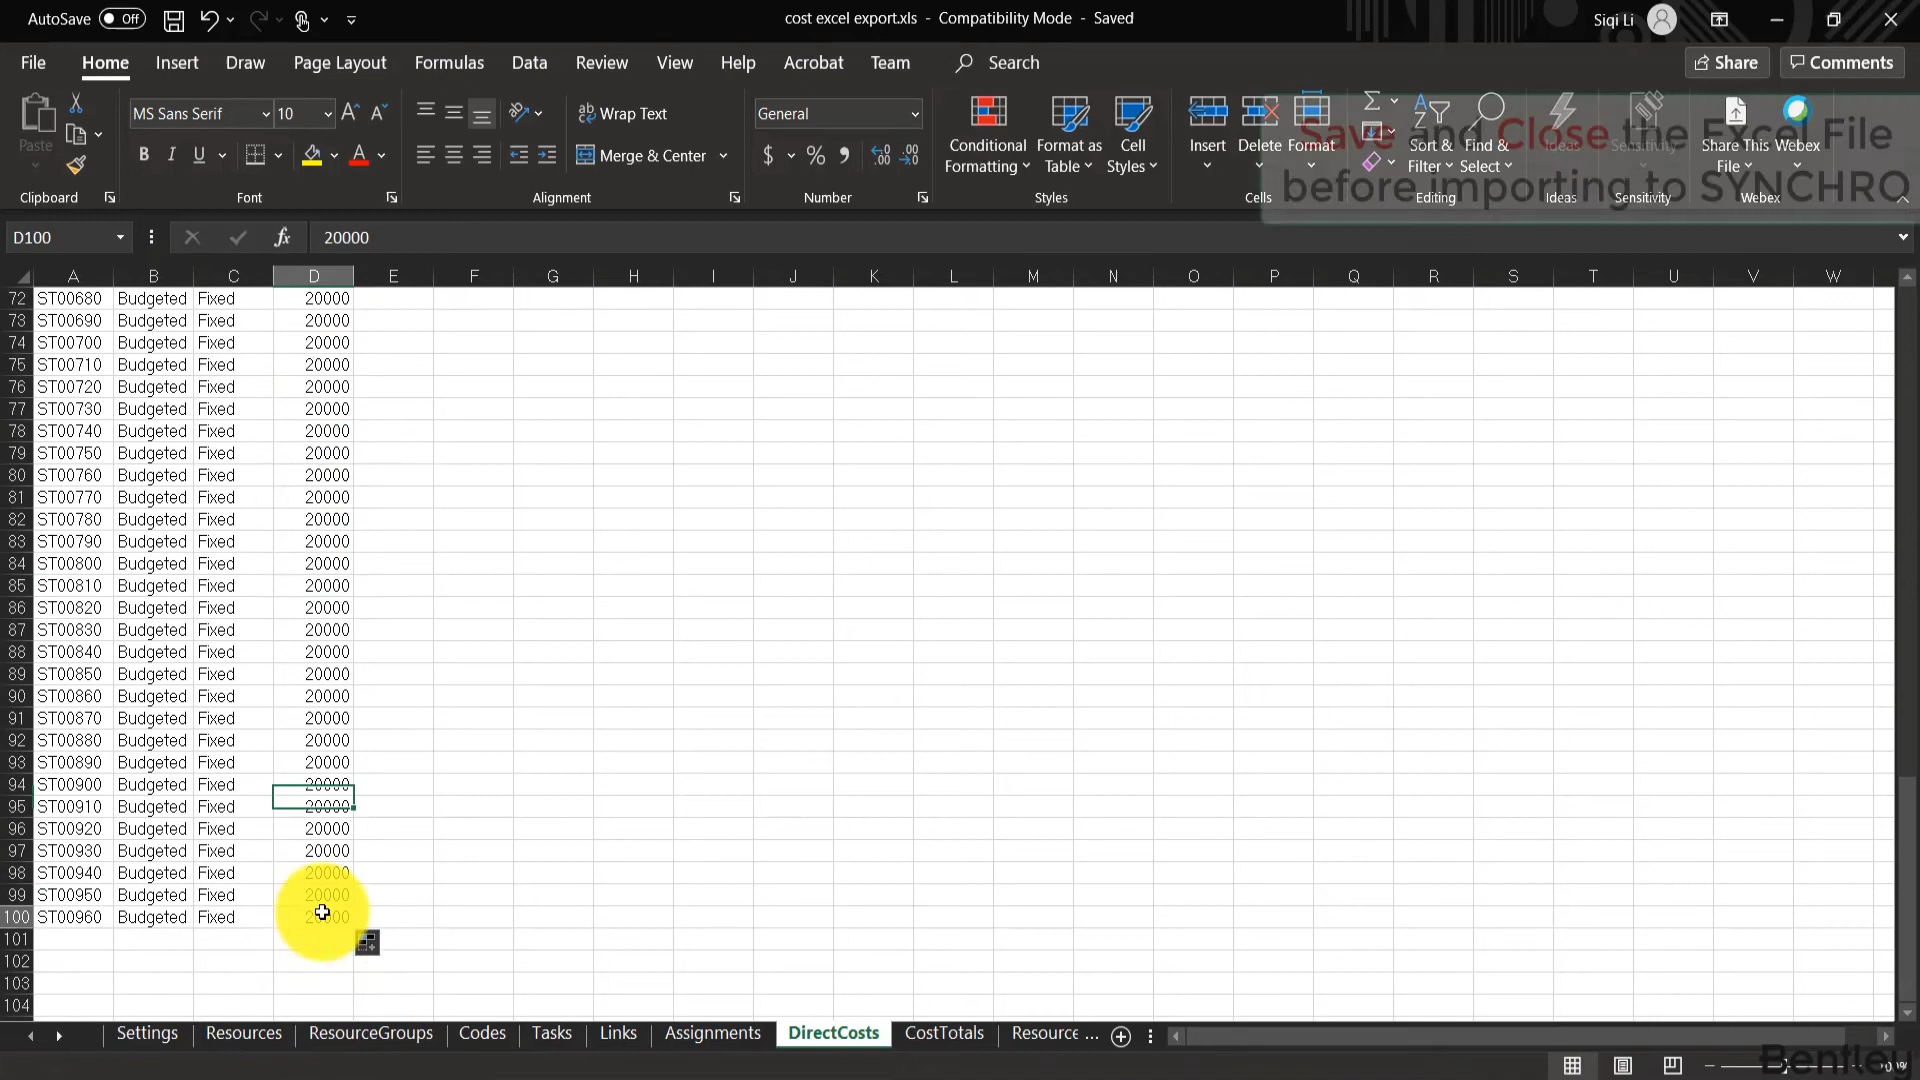 AutoSave Off
cost excel export.xls - Compatibility Mode - Saved
Siqi Li
File Home Insert Draw Page Layout Formulas Data Review View Help Acrobat Team Search Share Comments
Save and Close the Excel File
before importing to SYNCHRO
Paste
Clipboard
MS Sans Serif 10
B I U
Font
Wrap Text
Merge & Center
Alignment
General
$ % ,
Number
Conditional Formatting
Format as Table
Cell Styles
Styles
Insert Delete Format
Cells
Sort & Filter
Find & Select
Editing
Ideas
Ideas
Sensitivity
Sensitivity
Share This File
Webex
Webex
D100 fx 20000
A B C D E F G H I J K L M N O P Q R S T U V W
72 ST00680 Budgeted Fixed 20000
73 ST00690 Budgeted Fixed 20000
74 ST00700 Budgeted Fixed 20000
75 ST00710 Budgeted Fixed 20000
76 ST00720 Budgeted Fixed 20000
77 ST00730 Budgeted Fixed 20000
78 ST00740 Budgeted Fixed 20000
79 ST00750 Budgeted Fixed 20000
80 ST00760 Budgeted Fixed 20000
81 ST00770 Budgeted Fixed 20000
82 ST00780 Budgeted Fixed 20000
83 ST00790 Budgeted Fixed 20000
84 ST00800 Budgeted Fixed 20000
85 ST00810 Budgeted Fixed 20000
86 ST00820 Budgeted Fixed 20000
87 ST00830 Budgeted Fixed 20000
88 ST00840 Budgeted Fixed 20000
89 ST00850 Budgeted Fixed 20000
90 ST00860 Budgeted Fixed 20000
91 ST00870 Budgeted Fixed 20000
92 ST00880 Budgeted Fixed 20000
93 ST00890 Budgeted Fixed 20000
94 ST00900 Budgeted Fixed 20000
95 ST00910 Budgeted Fixed 20000
96 ST00920 Budgeted Fixed 20000
97 ST00930 Budgeted Fixed 20000
98 ST00940 Budgeted Fixed 20000
99 ST00950 Budgeted Fixed 20000
100 ST00960 Budgeted Fixed 20000
101
102
103
104
Settings Resources ResourceGroups Codes Tasks Links Assignments DirectCosts CostTotals Resource ...
Bentley